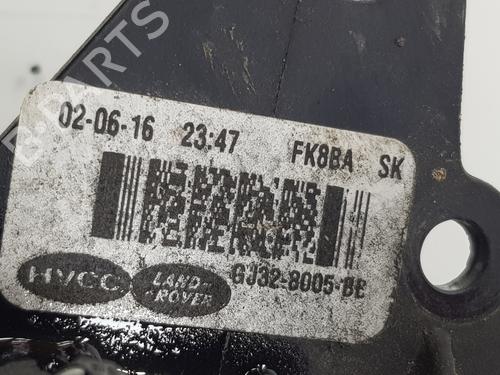 B-PARTS
02-06-16 23:47 FK8BA SK
HVCC LAND-ROVER GJ32-8005-BE